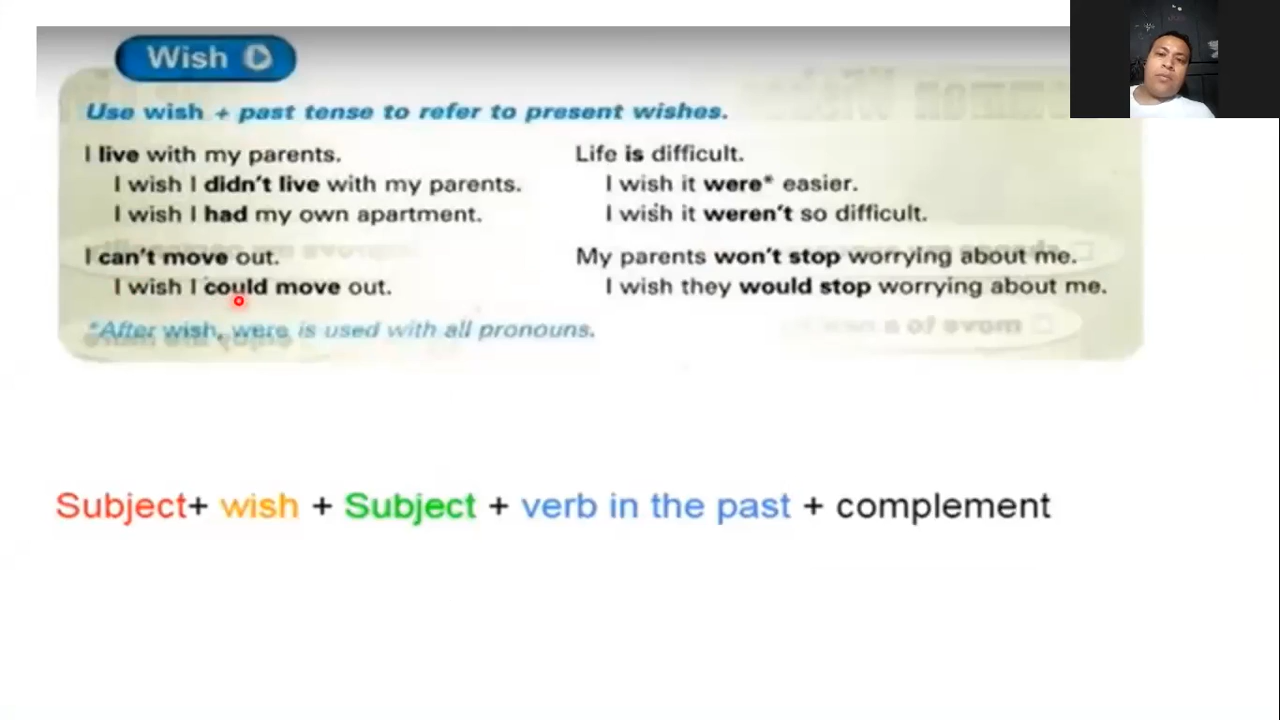 Wish
Use wish + past tense to refer to present wishes.
I live with my parents.
I wish I didn't live with my parents.
I wish I had my own apartment.
I can't move out.
I wish I could move out.
Life is difficult.
I wish it were* easier.
I wish it weren't so difficult.
My parents won't stop worrying about me.
I wish they would stop worrying about me.
*After wish, were is used with all pronouns.
Subject+ wish + Subject + verb in the past + complement